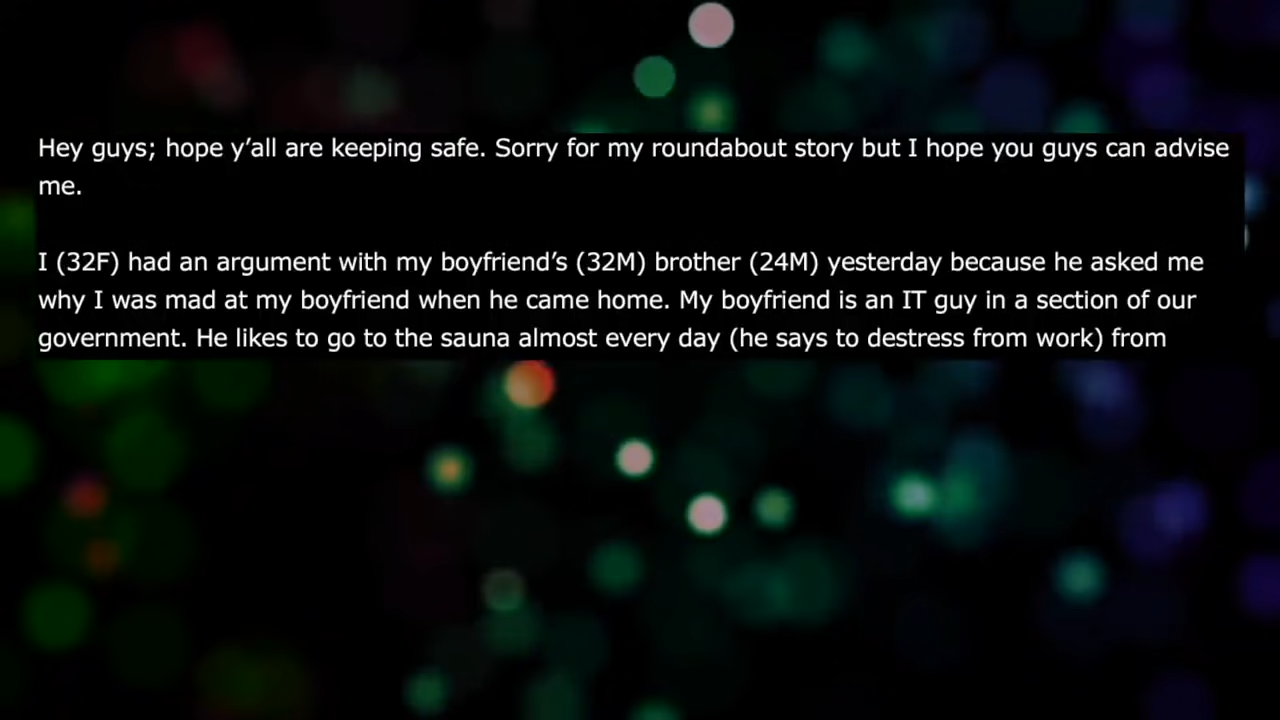 Hey guys; hope y’all are keeping safe. Sorry for my roundabout story but I hope you guys can advise
me.
I (32F) had an argument with my boyfriend’s (32M) brother (24M) yesterday because he asked me
why I was mad at my boyfriend when he came home. My boyfriend is an IT guy in a section of our
government. He likes to go to the sauna almost every day (he says to destress from work) from